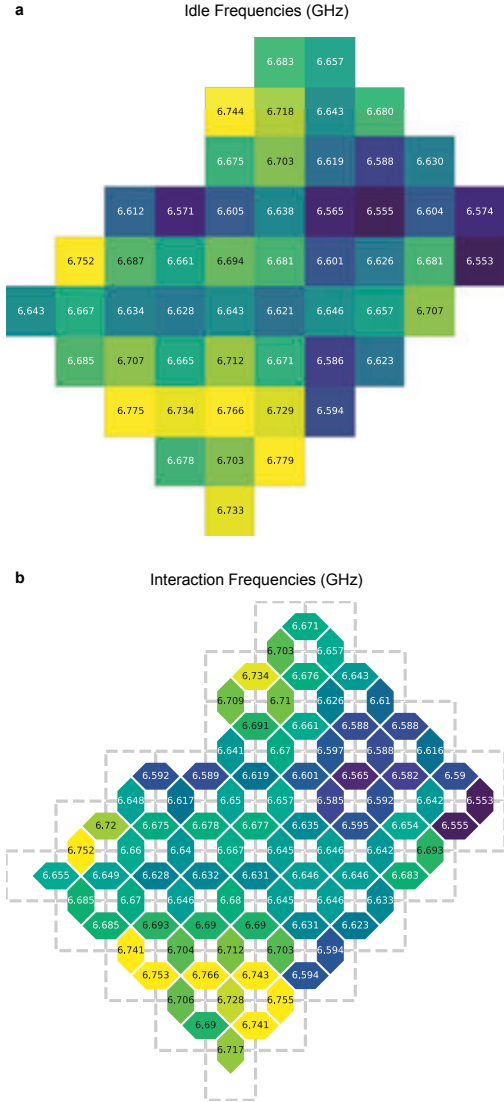 a
Idle Frequencies (GHz)
6.683 6.657
6.744 6.718 6.643 6.680
6.675 6.703 6.619 6.588 6.630
6.612 6.571 6.605 6.638 6.565 6.555 6.604 6.574
6.752 6.687 6.661 6.694 6.681 6.601 6.626 6.681 6.553
6.643 6.667 6.634 6.628 6.643 6.621 6.646 6.657 6.707
6.685 6.707 6.665 6.712 6.671 6.586 6.623
6.775 6.734 6.766 6.729 6.594
6.678 6.703 6.779
6.733
b
Interaction Frequencies (GHz)
6.671
6.703 6.657
6.734 6.676 6.643
6.709 6.71 6.626 6.61
6.691 6.661 6.588 6.588
6.641 6.67 6.597 6.588 6.616
6.592 6.589 6.619 6.601 6.565 6.582 6.59
6.648 6.617 6.65 6.657 6.585 6.592 6.642 6.553
6.72 6.675 6.678 6.677 6.635 6.595 6.654 6.555
6.752 6.66 6.64 6.667 6.645 6.646 6.642 6.693
6.655 6.649 6.628 6.632 6.631 6.646 6.646 6.683
6.685 6.67 6.646 6.68 6.645 6.646 6.633
6.685 6.693 6.69 6.69 6.631 6.623
6.741 6.704 6.712 6.703 6.594
6.753 6.766 6.743 6.594
6.706 6.728 6.755
6.69 6.741
6.717